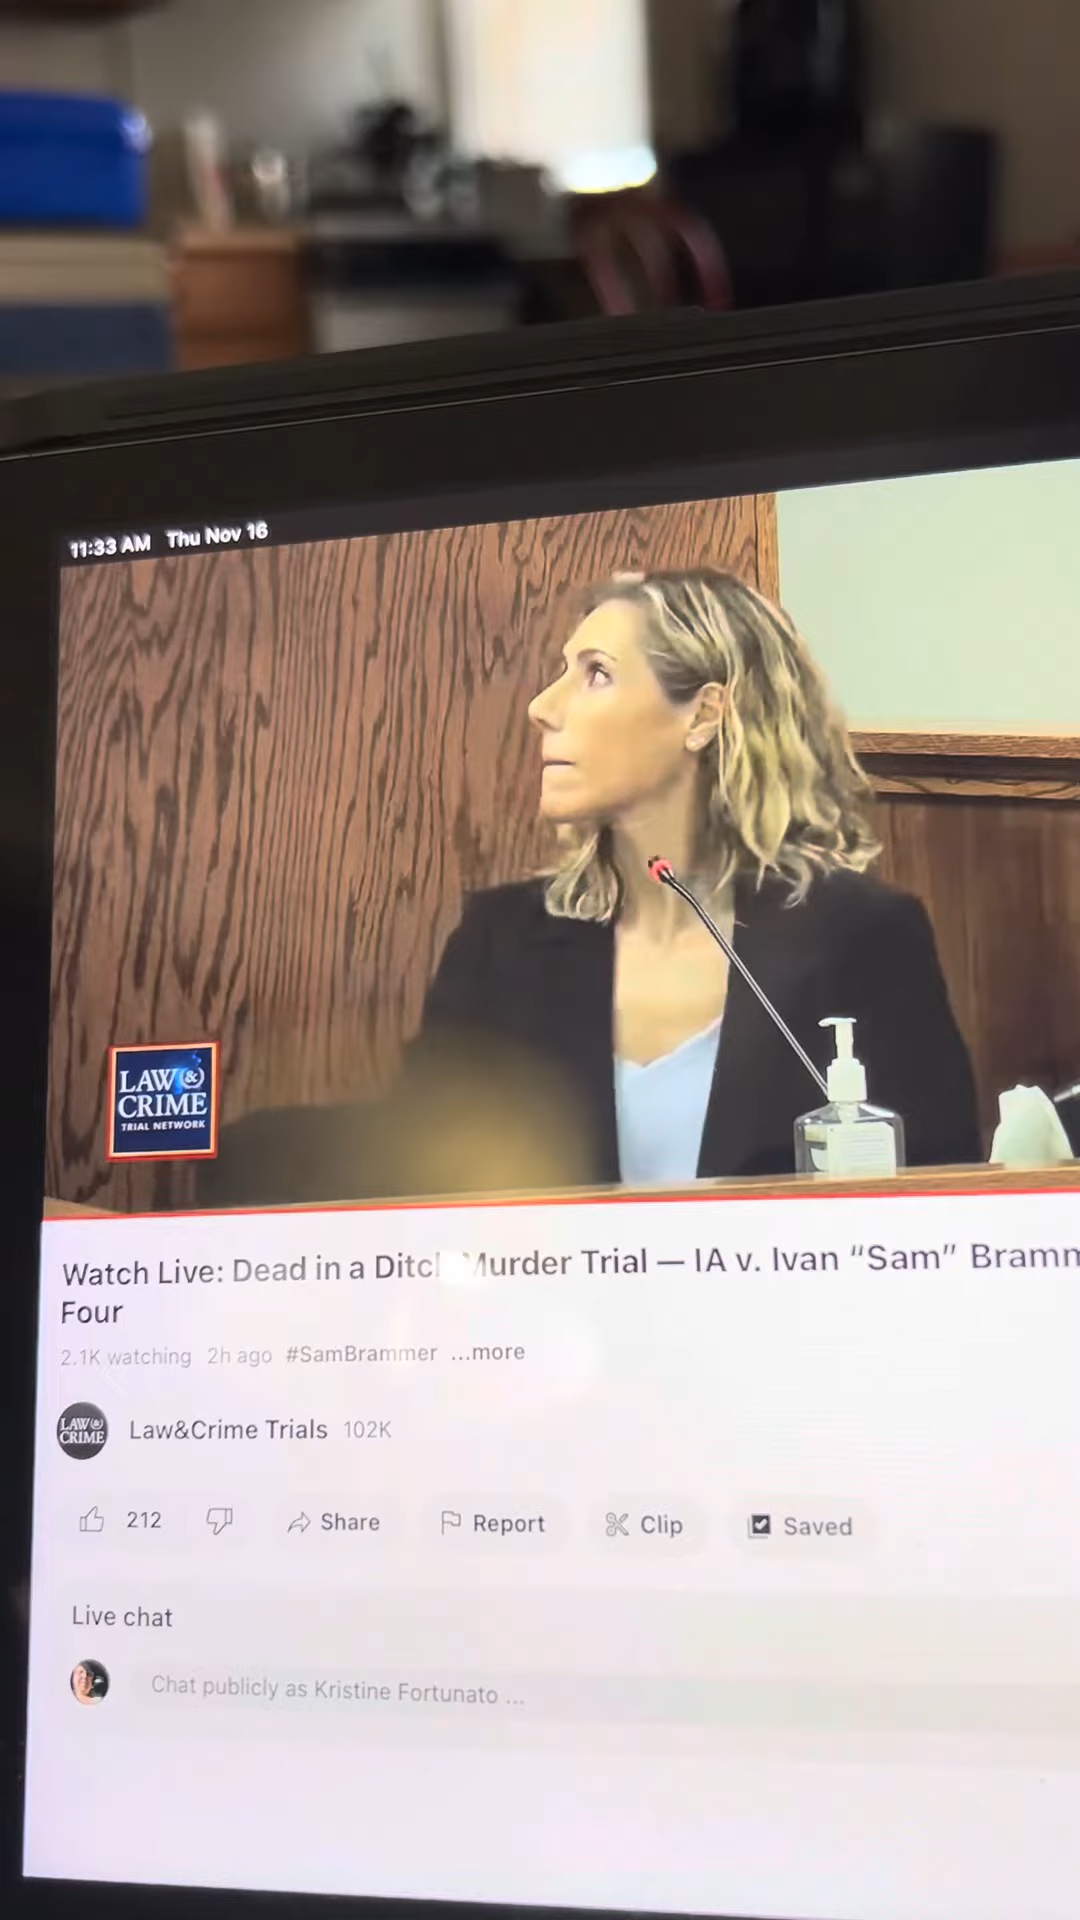 11:33 AM Thu Nov 16
LAW &
CRIME
TRIAL NETWORK
Watch Live: Dead in a Ditc Murder Trial — IA v. Ivan "Sam" Bramm
Four
2.1K watching 2h ago #SamBrammer ...more
LAW &
CRIME
Law&Crime Trials 102K
212 Share Report Clip Saved
Live chat
Chat publicly as Kristine Fortunato ...